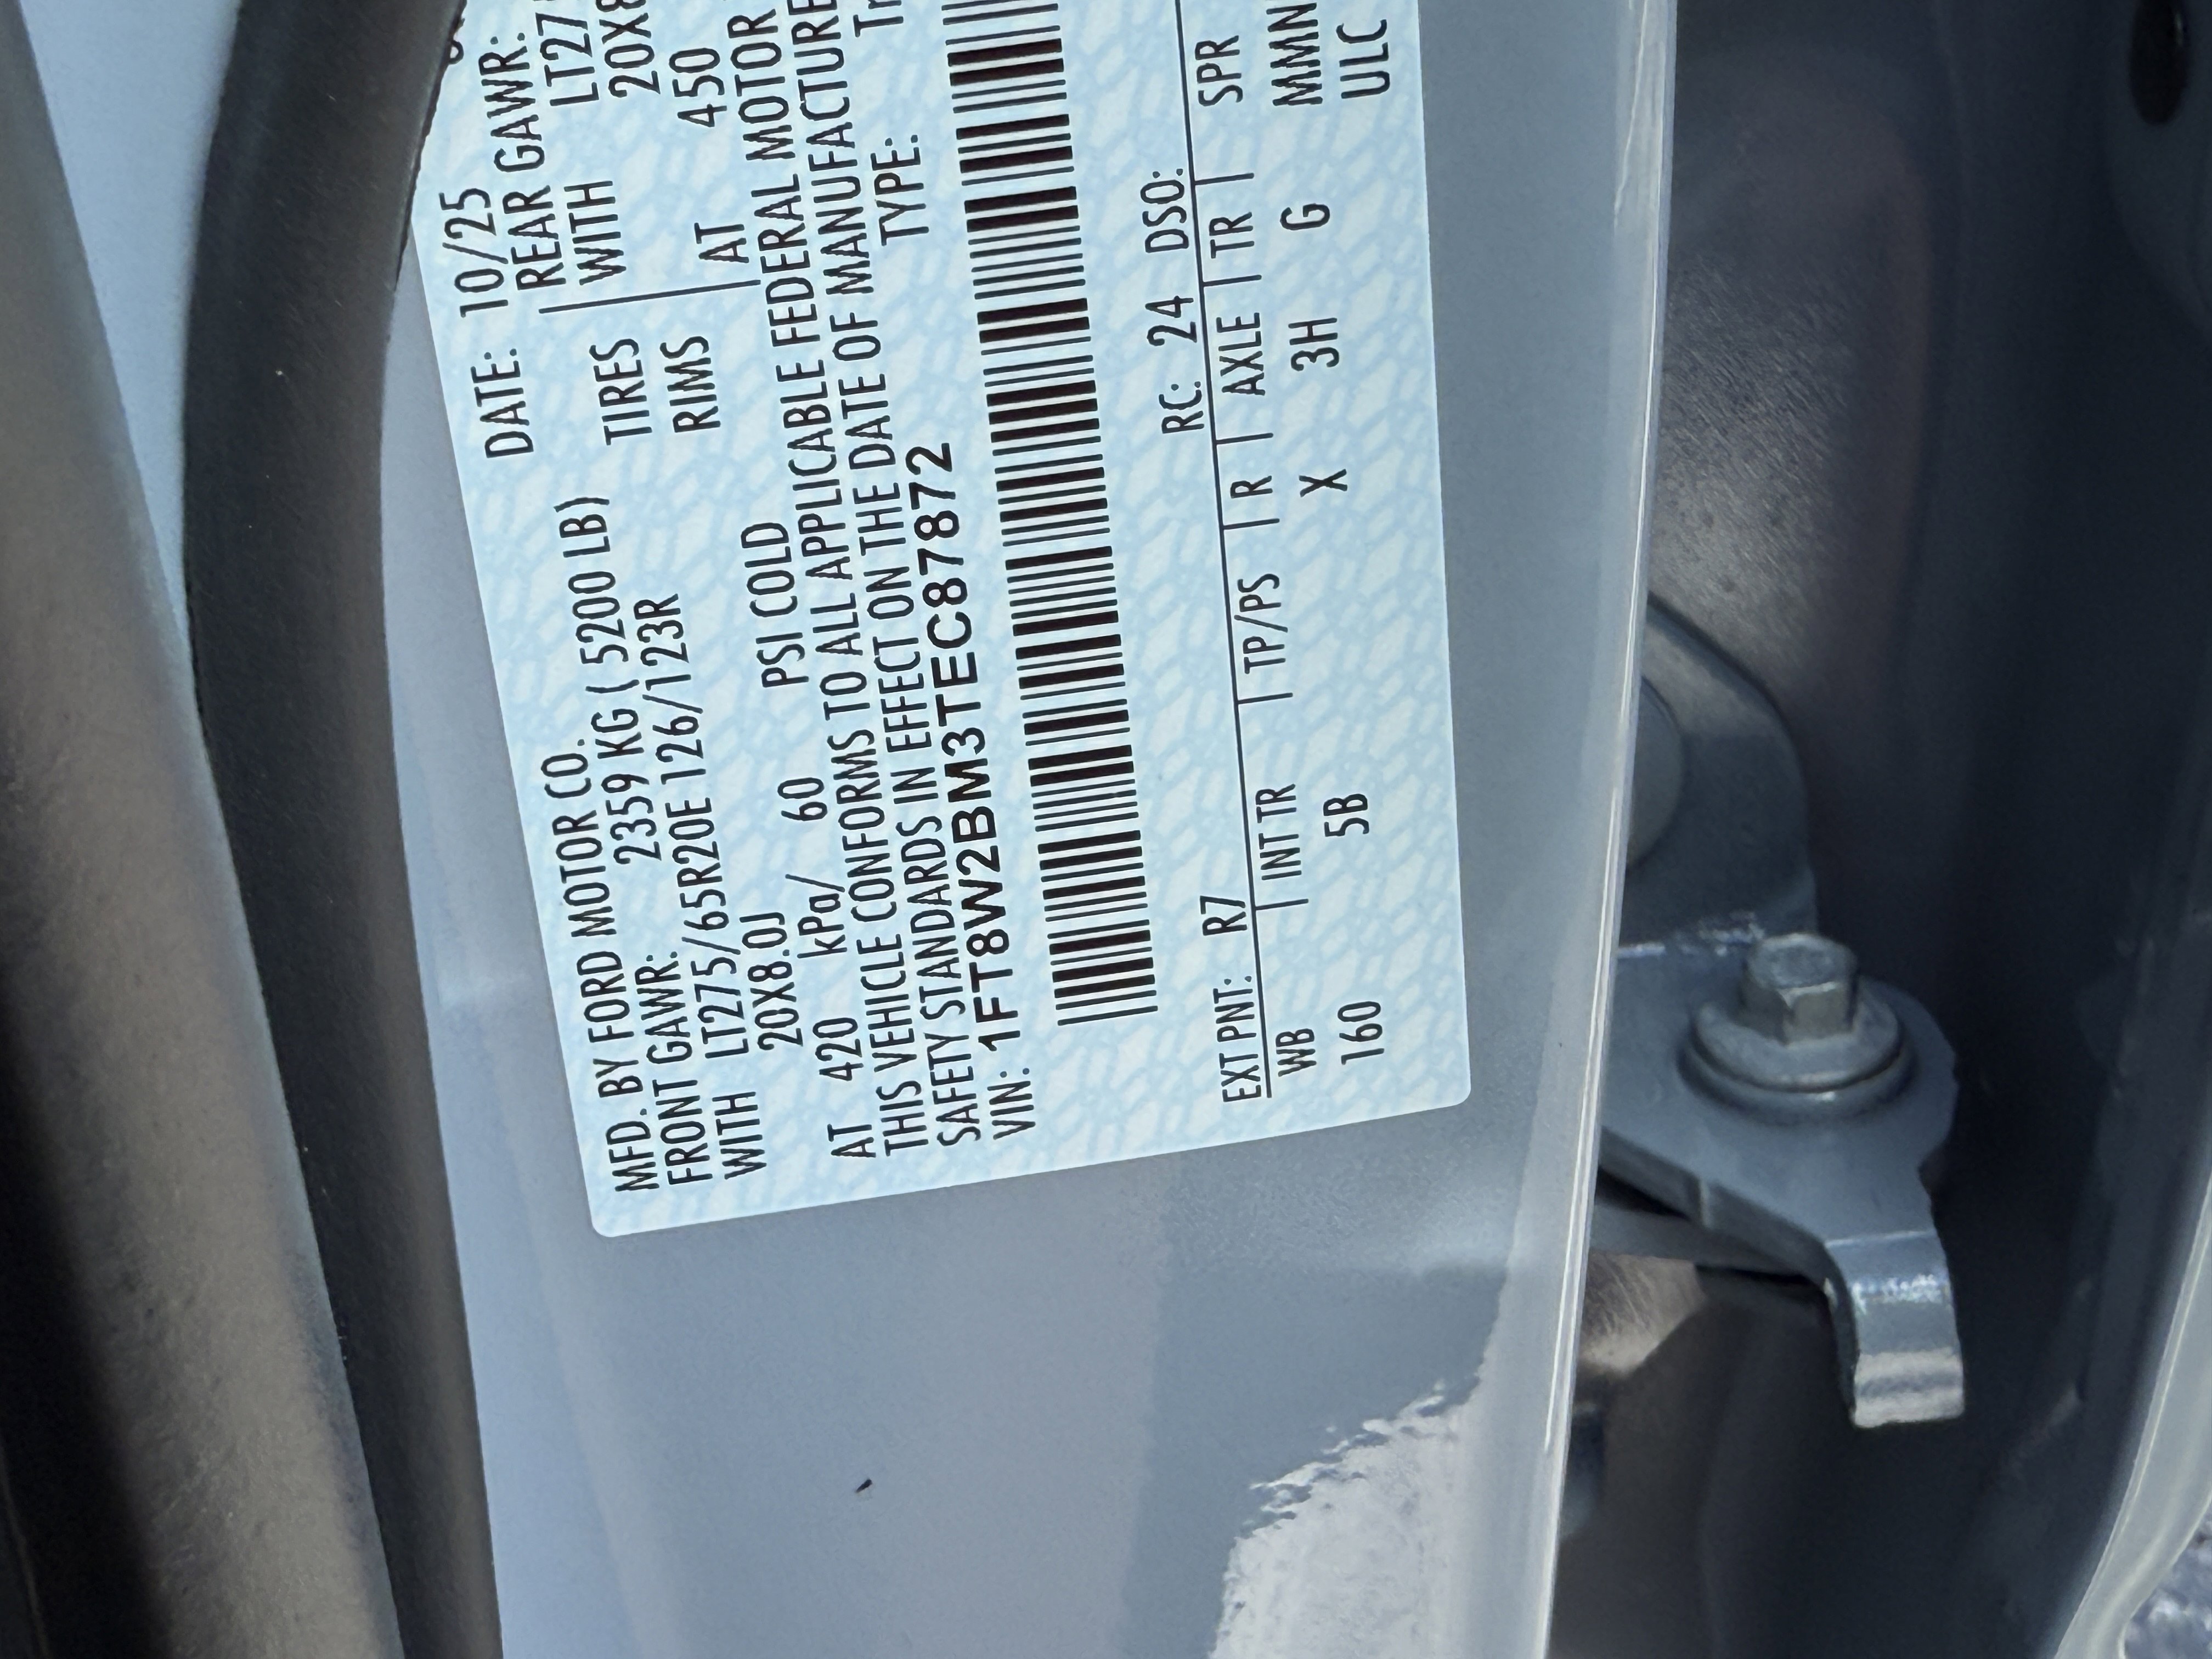 MFD. BY FORD MOTOR CO.
DATE: 10/25
FRONT GAWR: 2359 KG ( 5200 LB)
REAR GAWR:
LT275/65R20E 126/123R TIRES WITH LT27
WITH 20X8.0J RIMS 20X8
AT 420 kPa/ 60 PSI COLD AT 450
THIS VEHICLE CONFORMS TO ALL APPLICABLE FEDERAL MOTOR
SAFETY STANDARDS IN EFFECT ON THE DATE OF MANUFACTURE
VIN: 1FT8W2BM3TEC87872 TYPE:
EXT PNT: R7 RC: 24 DSO:
WB INT TR TP/PS R AXLE TR SPR
160 5B X 3H G MMN
ULC